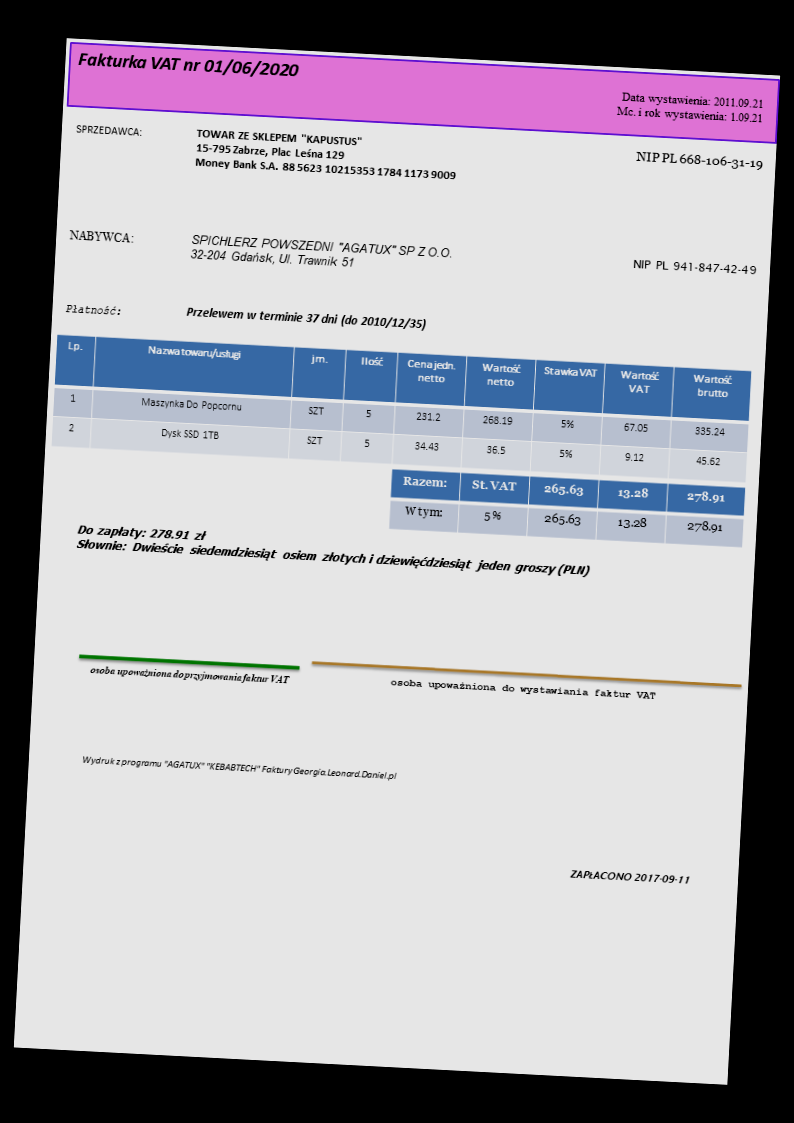 Fakturka VAT nr 01/06/2020
Data wystawienia: 2011.09.21
Mc. i rok wystawienia: 1.09.21
SPRZEDAWCA:
TOWAR ZE SKLEPEM "KAPUSTUS"
15-795 Zabrze, Plac Leśna 129
Money Bank S.A. 88 5623 10215353 1784 1173 9009
NIP PL 668-106-31-19
NABYWCA:
SPICHLERZ POWSZEDNI "AGATUX" SP Z O.O.
32-204 Gdańsk, Ul. Trawnik 51
NIP PL 941-847-42-49
Płatność:
Przelewem w terminie 37 dni (do 2010/12/35)
Lp. Nazwa towaru/usługi jm. Ilość Cena jedn. netto Wartość netto Stawka VAT Wartość VAT Wartość brutto
1 Maszynka Do Popcornu SZT 5 231.2 268.19 5% 67.05 335.24
2 Dysk SSD 1TB SZT 5 34.43 36.5 5% 9.12 45.62
Razem: St. VAT 265.63 13.28 278.91
W tym: 5% 265.63 13.28 278.91
Do zapłaty: 278.91 zł
Słownie: Dwieście siedemdziesiąt osiem złotych i dziewięćdziesiąt jeden groszy (PLN)
osoba upoważniona do przyjmowania faktur VAT
osoba upoważniona do wystawiania faktur VAT
Wydruk z programu "AGATUX" "KEBABTECH" FakturyGeorgia.Leonard.Daniel.pl
ZAPŁACONO 2017-09-11